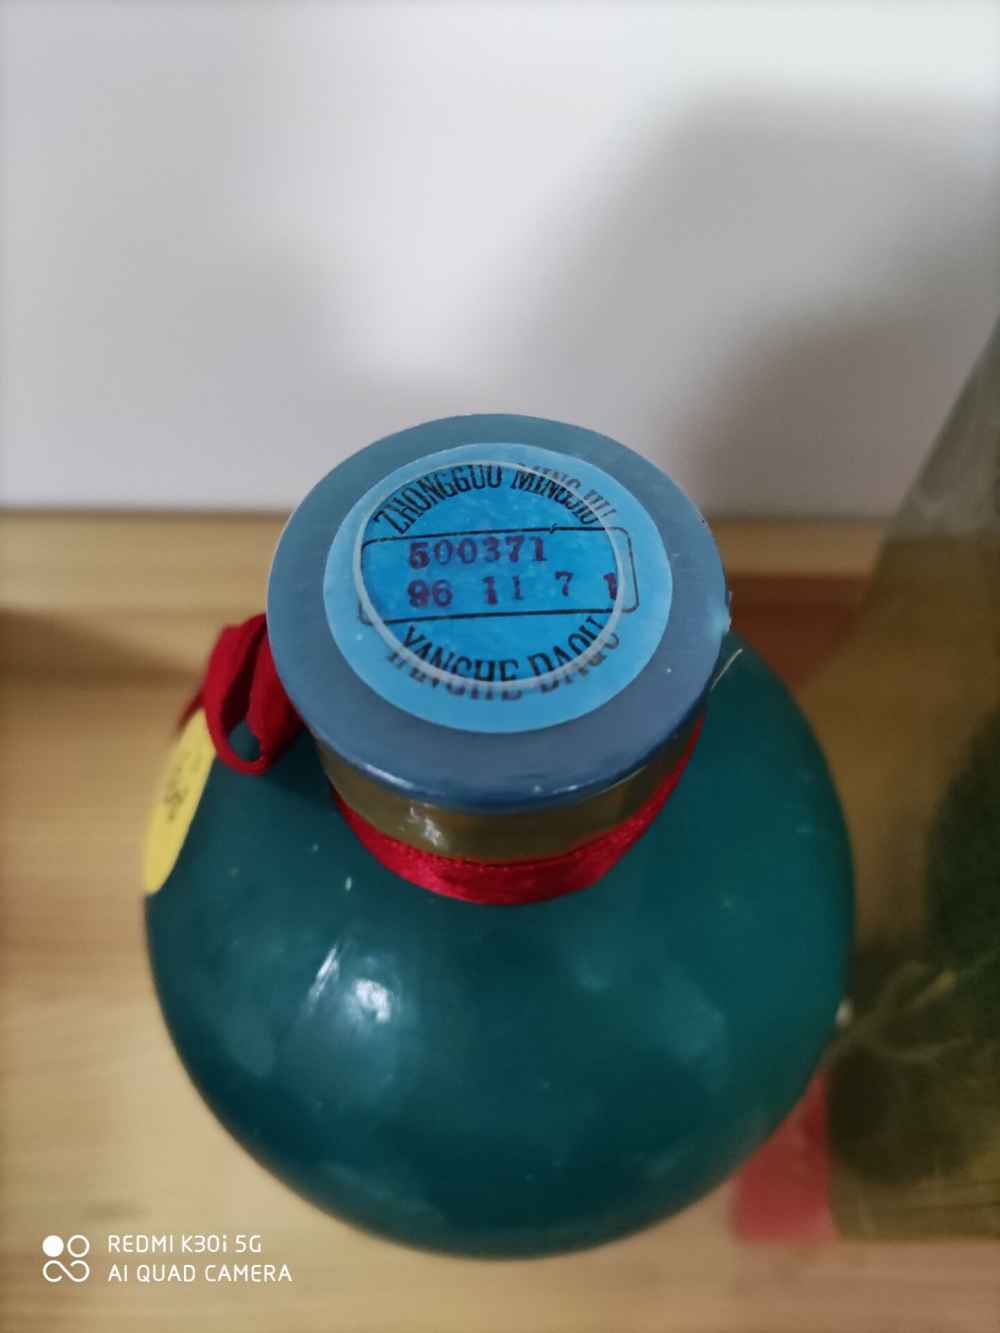 ZHONGGUO MINGJIU
500371
96 11 7 1
YANGHE DAQU
REDMI K30i 5G
AI QUAD CAMERA